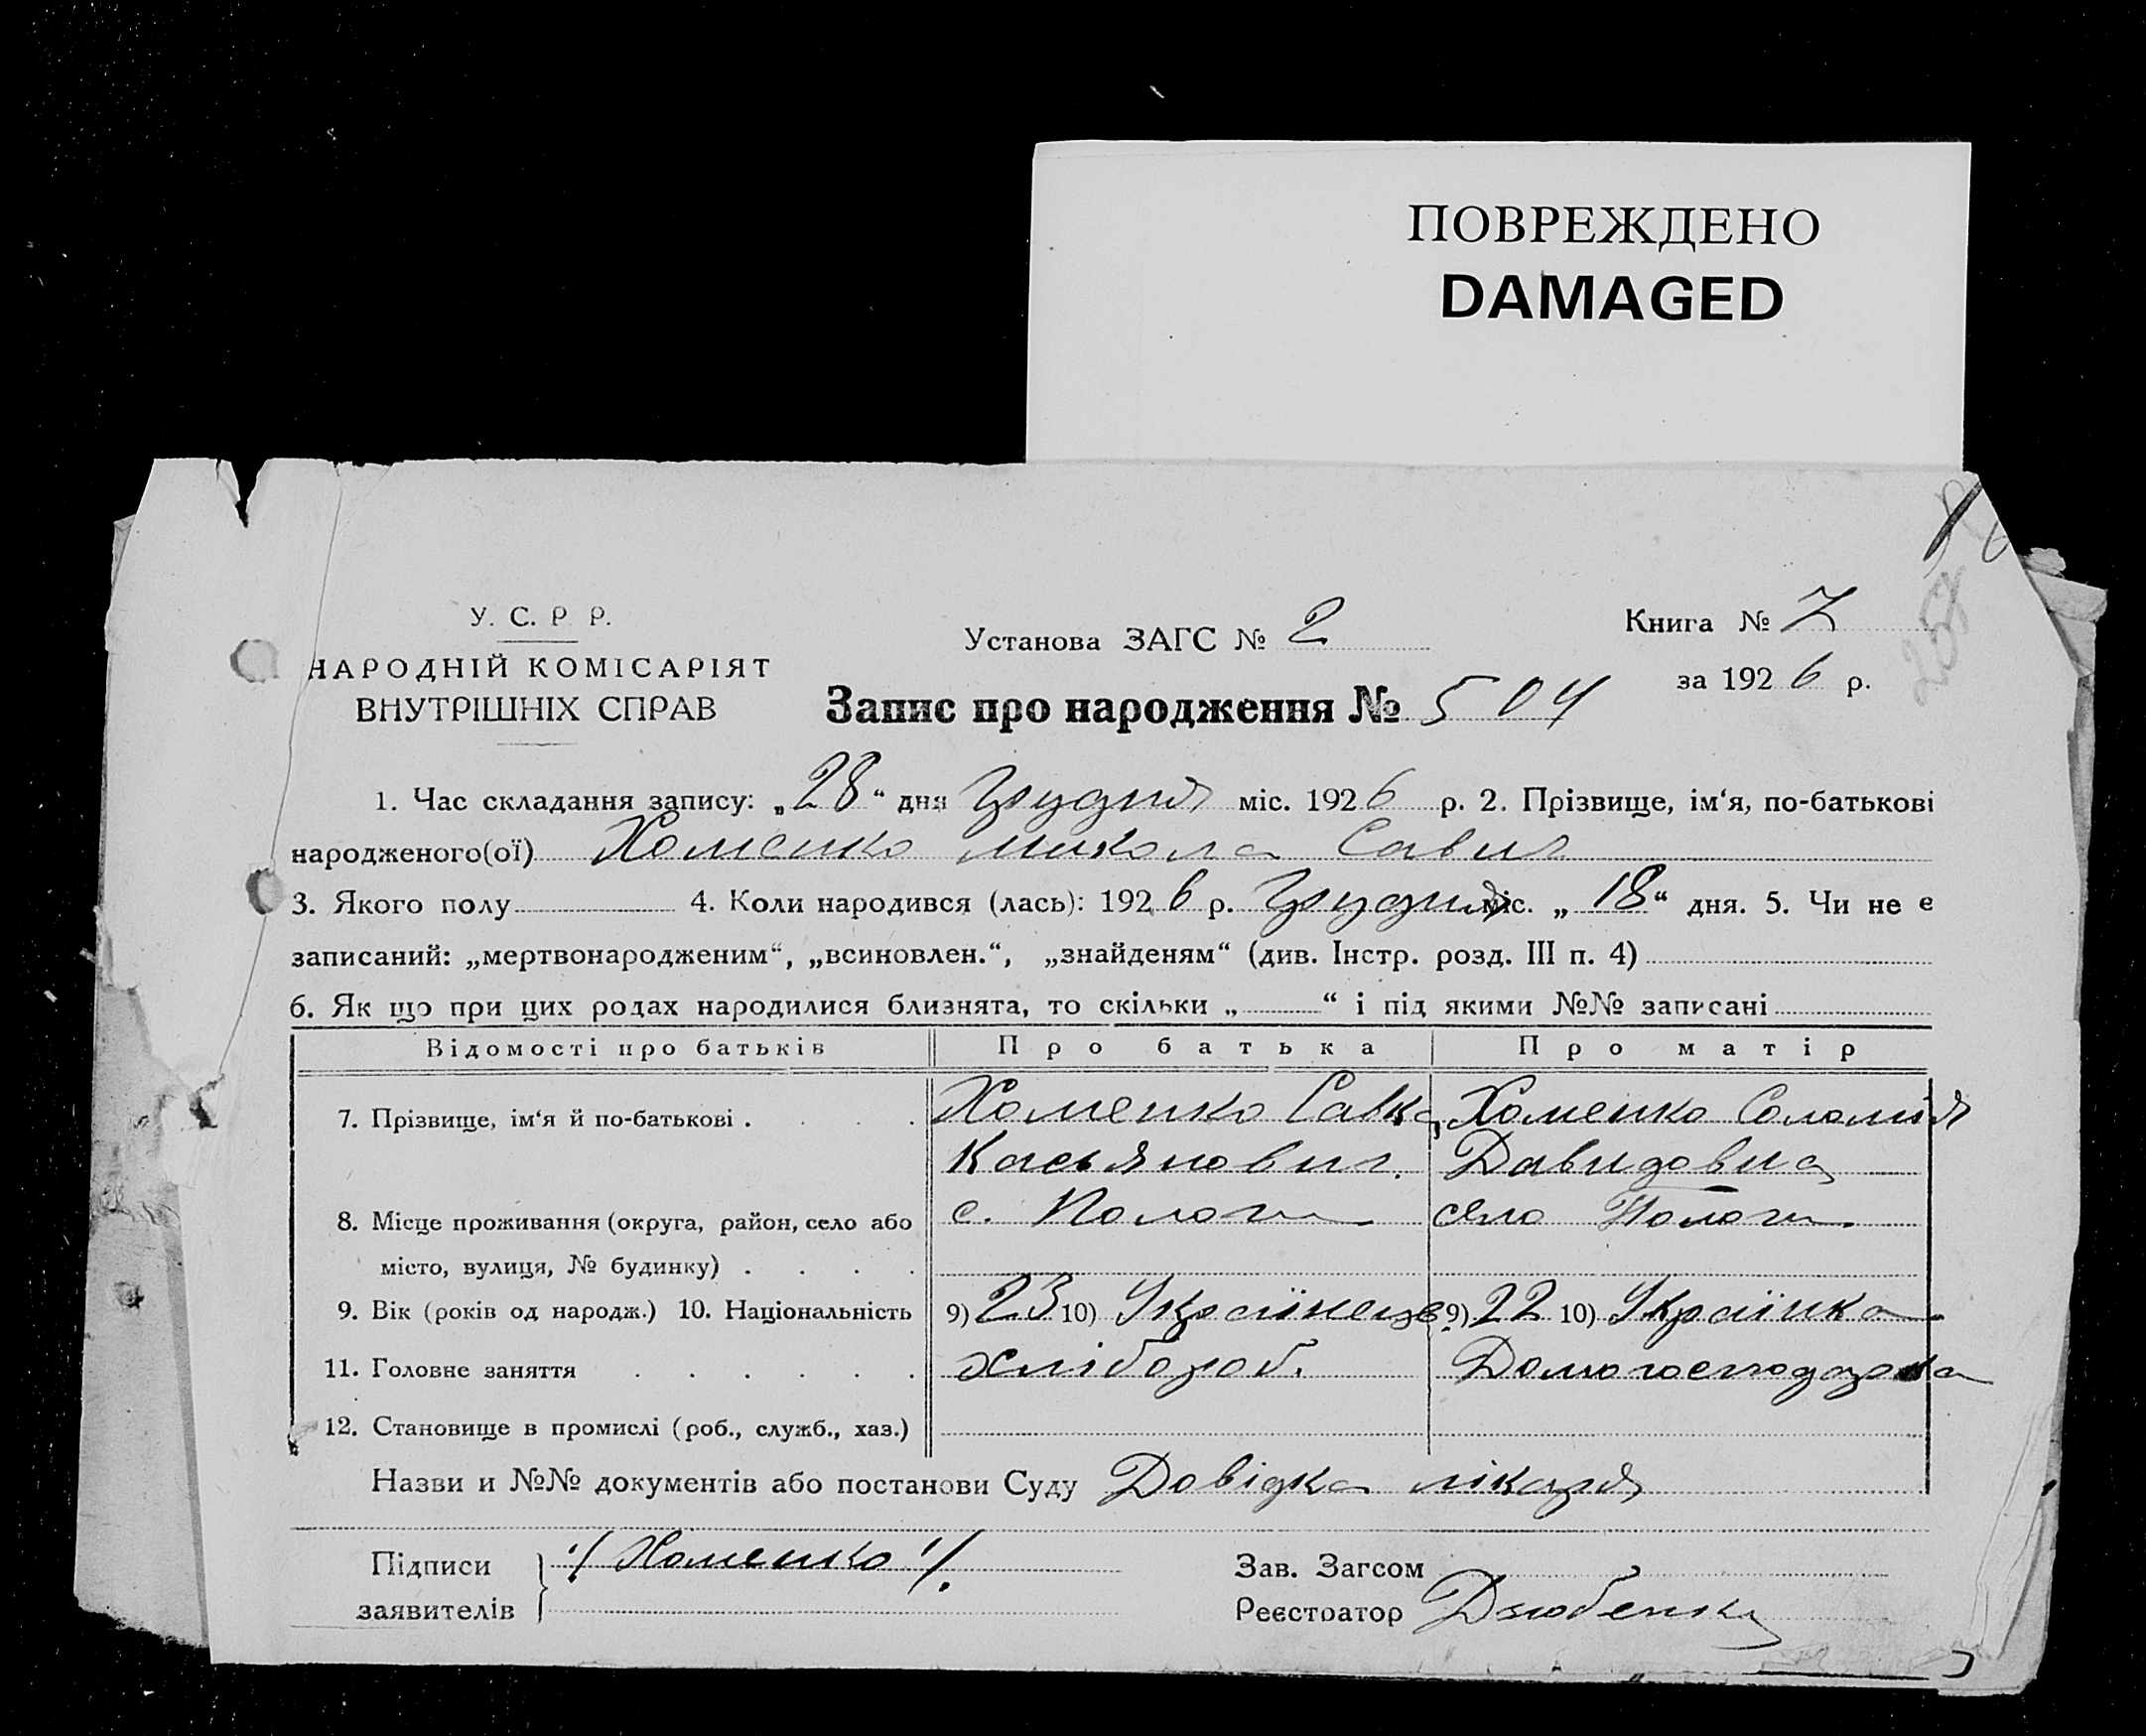 ПОВРЕЖДЕНО
DAMAGED
У. С. Р Р.
НАРОДНІЙ КОМІСАРІЯТ
ВНУТРІШНІХ СПРАВ
Установа ЗАГС № 2
Книга № 7
за 1926 р.
258
Запис про народження № 504
1. Час складання запису: „28“ дня Грудня міс. 1926 р. 2. Прізвище, ім‘я, по-батькові
народженого(ої) Хоменко Микола Савич
3. Якого полу 4. Коли народився (лась): 1926 р. Грудня міс. „18“ дня. 5. Чи не є
записаний: „мертвонародженим“, „всиновлен.“, „знайденям“ (див. Інстр. розд. III п. 4)
6. Як що при цих родах народилися близнята, то скільки „ “ і під якими №№ записані
Відомості про батьків Про батька Про матір
7. Прізвище, ім‘я й по-батькові . . . . Хоменко Савка Хоменко Соломія
Касьянович. Давидовна
8. Місце проживання (округа, район, село або с. Пологи село Пологи.
місто, вулиця, № будинку) . . . .
9. Вік (років од народж.) 10. Національність 9) 23 10) Українець 9) 22 10) Українка
11. Головне заняття . . . . . . хлібороб. Домогосподарка
12. Становище в промислі (роб., служб., хаз.)
Назви и №№ документів або постанови Суду Довідка лікаря
Підписи /Хоменко/.
заявителів
Зав. Загсом
Реєстратор Дзюбенко